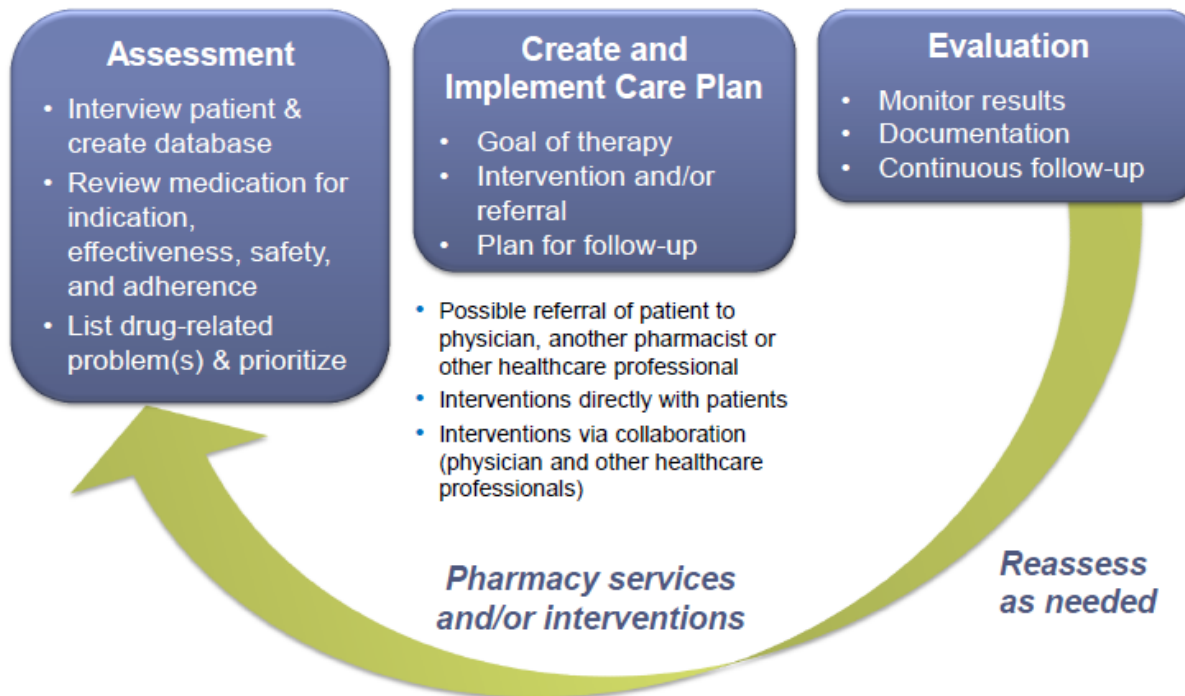 Assessment
• Interview patient &
create database
• Review medication for
indication,
effectiveness, safety,
and adherence
• List drug-related
problem(s) & prioritize
Create and
Implement Care Plan
• Goal of therapy
• Intervention and/or
referral
• Plan for follow-up
• Possible referral of patient to
physician, another pharmacist or
other healthcare professional
• Interventions directly with patients
• Interventions via collaboration
(physician and other healthcare
professionals)
Evaluation
• Monitor results
• Documentation
• Continuous follow-up
Pharmacy services
and/or interventions
Reassess
as needed